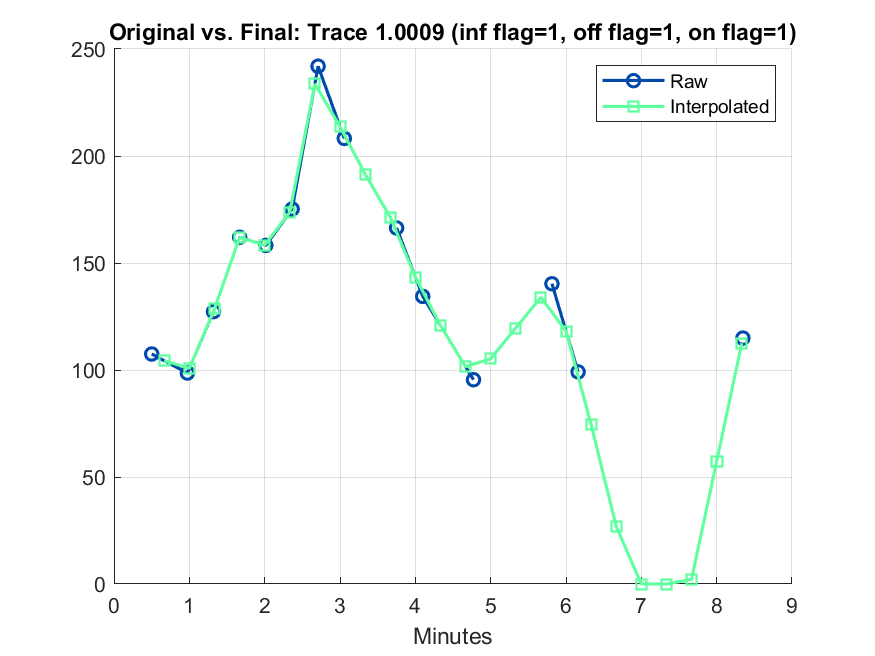 Original vs. Final: Trace 1.0009 (inf flag=1, off flag=1, on flag=1)
250
200
150
100
50
0
Raw
Interpolated
0 1 2 3 4 5 6 7 8 9
Minutes